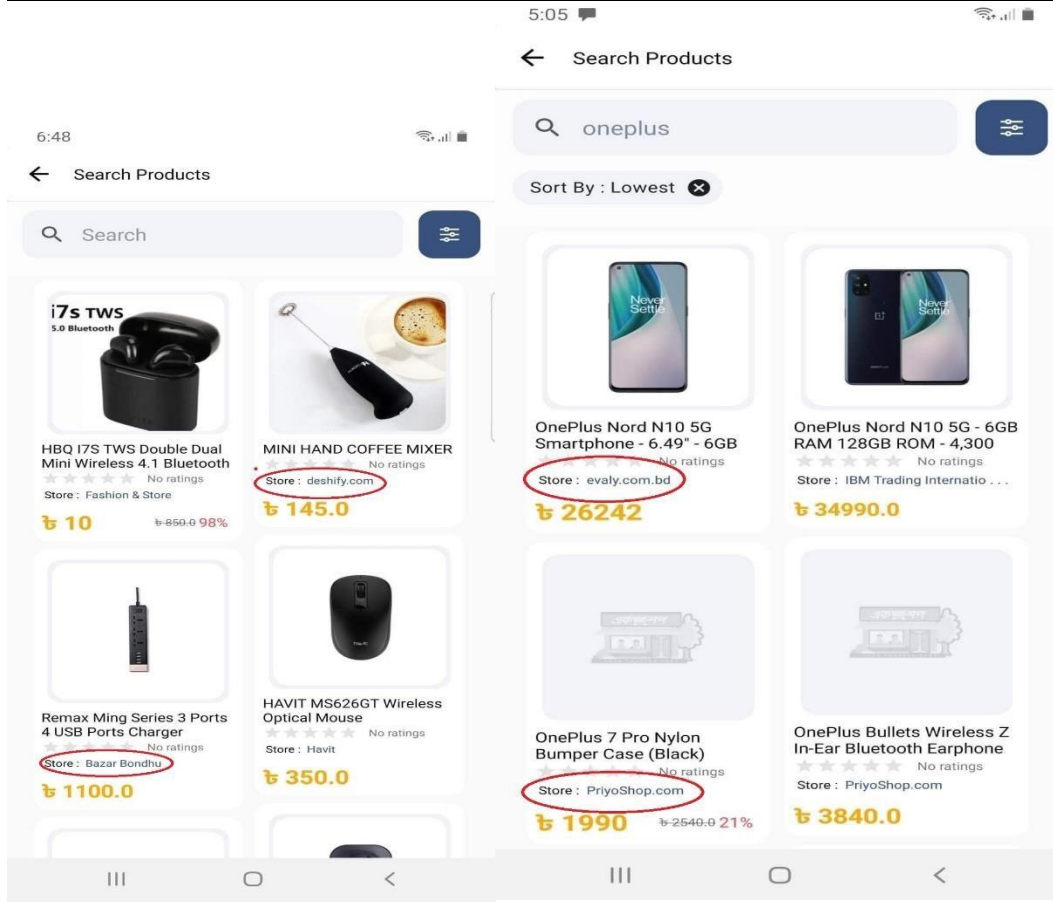 6:48
Search Products
Search
i7s TWS
5.0 Bluetooth
HBQ I7S TWS Double Dual
Mini Wireless 4.1 Bluetooth
No ratings
Store : Fashion & Store
৳ 10 ৳ 850.0 98%
MINI HAND COFFEE MIXER
No ratings
Store : deshify.com
৳ 145.0
Remax Ming Series 3 Ports
4 USB Ports Charger
No ratings
Store : Bazar Bondhu
৳ 1100.0
HAVIT MS626GT Wireless
Optical Mouse
No ratings
Store : Havit
৳ 350.0
5:05
Search Products
oneplus
Sort By : Lowest
Never
Settle
OnePlus Nord N10 5G
Smartphone - 6.49" - 6GB
No ratings
Store : evaly.com.bd
৳ 26242
Never
Settle
OnePlus Nord N10 5G - 6GB
RAM 128GB ROM - 4,300
No ratings
Store : IBM Trading Internatio . . .
৳ 34990.0
OnePlus 7 Pro Nylon
Bumper Case (Black)
No ratings
Store : PriyoShop.com
৳ 1990 ৳ 2540.0 21%
OnePlus Bullets Wireless Z
In-Ear Bluetooth Earphone
No ratings
Store : PriyoShop.com
৳ 3840.0